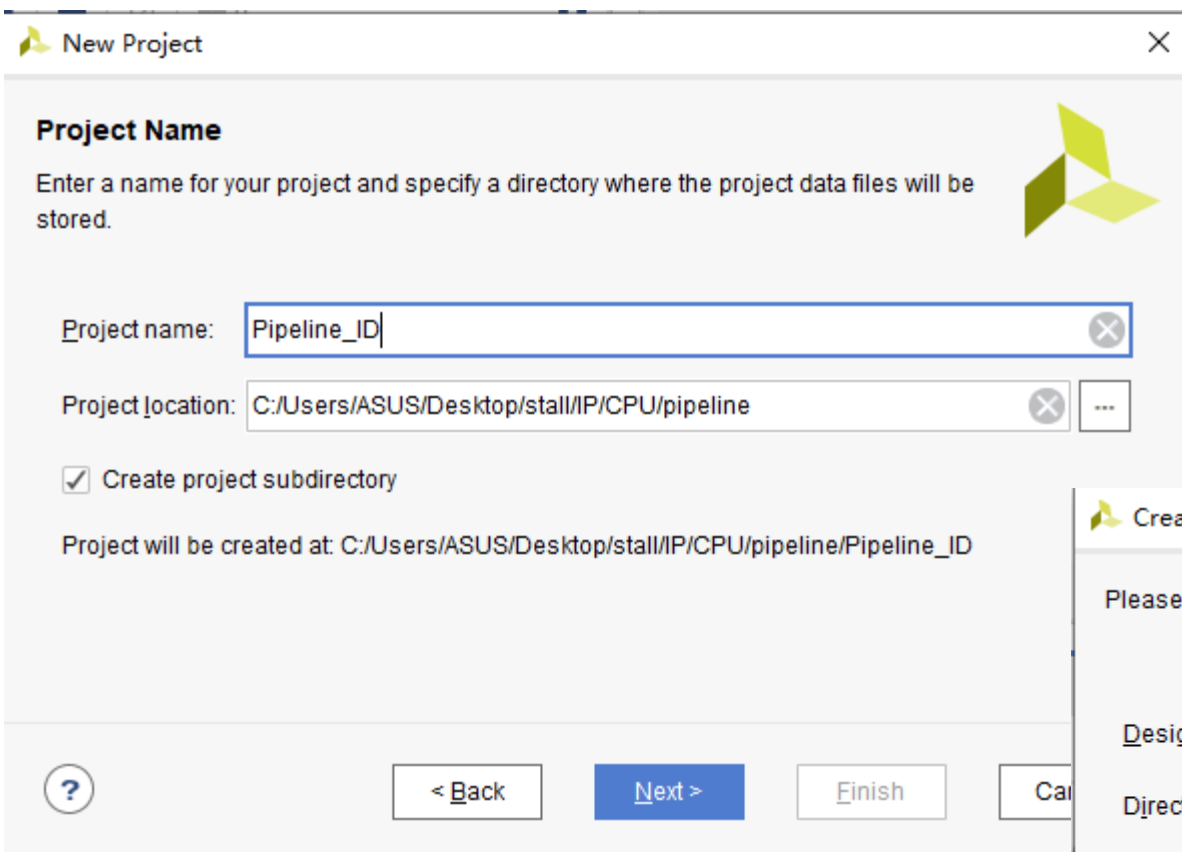 New Project
Project Name
Enter a name for your project and specify a directory where the project data files will be
stored.
Project name: Pipeline_ID
Project location: C:/Users/ASUS/Desktop/stall/IP/CPU/pipeline ...
Create project subdirectory
Project will be created at: C:/Users/ASUS/Desktop/stall/IP/CPU/pipeline/Pipeline_ID
Please
? < Back Next > Finish